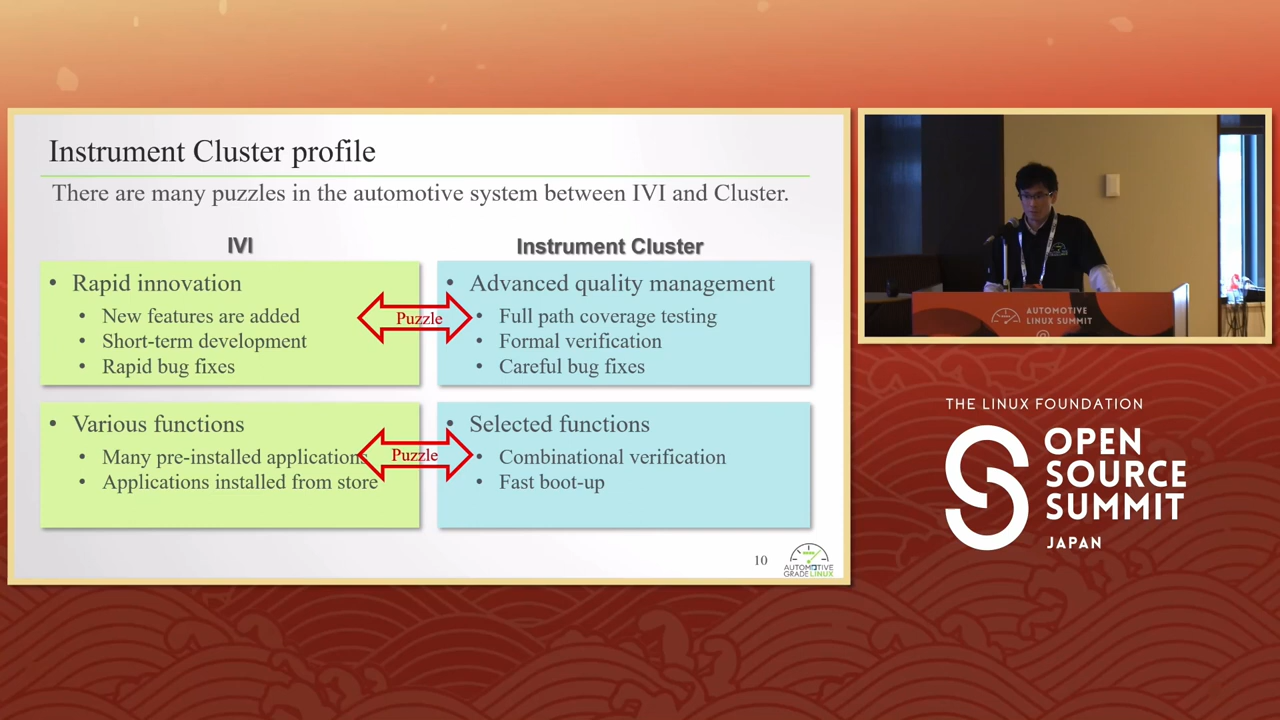 Instrument Cluster profile
There are many puzzles in the automotive system between IVI and Cluster.
IVI
• Rapid innovation
• New features are added
• Short-term development
• Rapid bug fixes
• Various functions
• Many pre-installed applications
• Applications installed from store
Puzzle
Puzzle
Instrument Cluster
• Advanced quality management
• Full path coverage testing
• Formal verification
• Careful bug fixes
• Selected functions
• Combinational verification
• Fast boot-up
10
AUTOMOTIVE
GRADELINUX
AUTOMOTIVE
LINUX SUMMIT
@
THE LINUX FOUNDATION
OPEN
SOURCE
SUMMIT
JAPAN